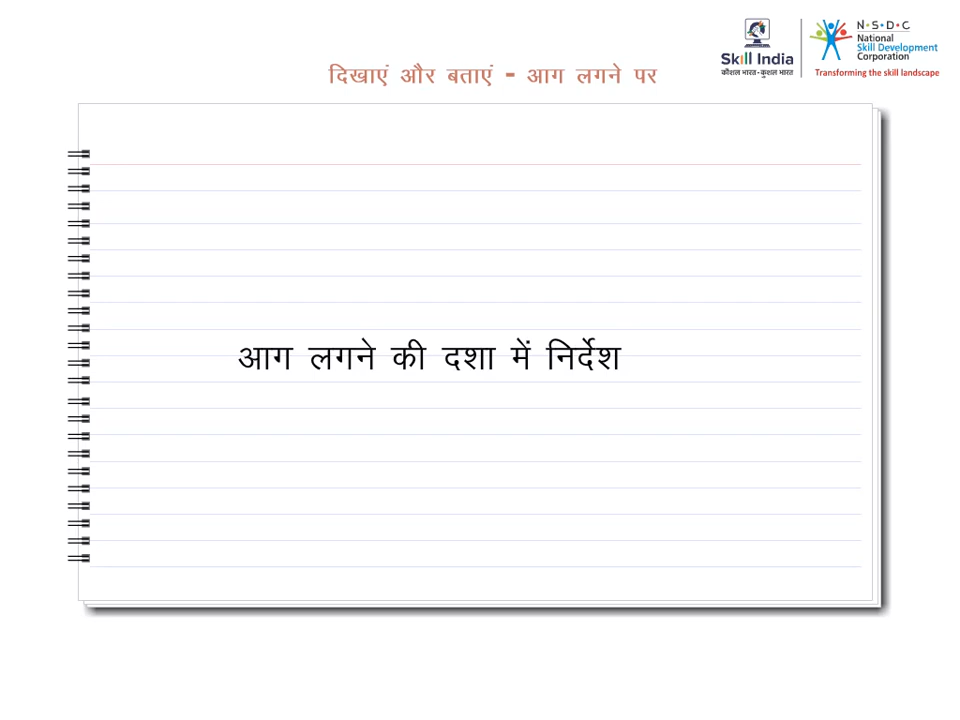 N·S·D·C
National
Skill Development
Corporation
Transforming the skill landscape
Skill India
कौशल भारत-कुशल भारत
दिखाएं और बताएं - आग लगने पर
आग लगने की दशा में निर्देश